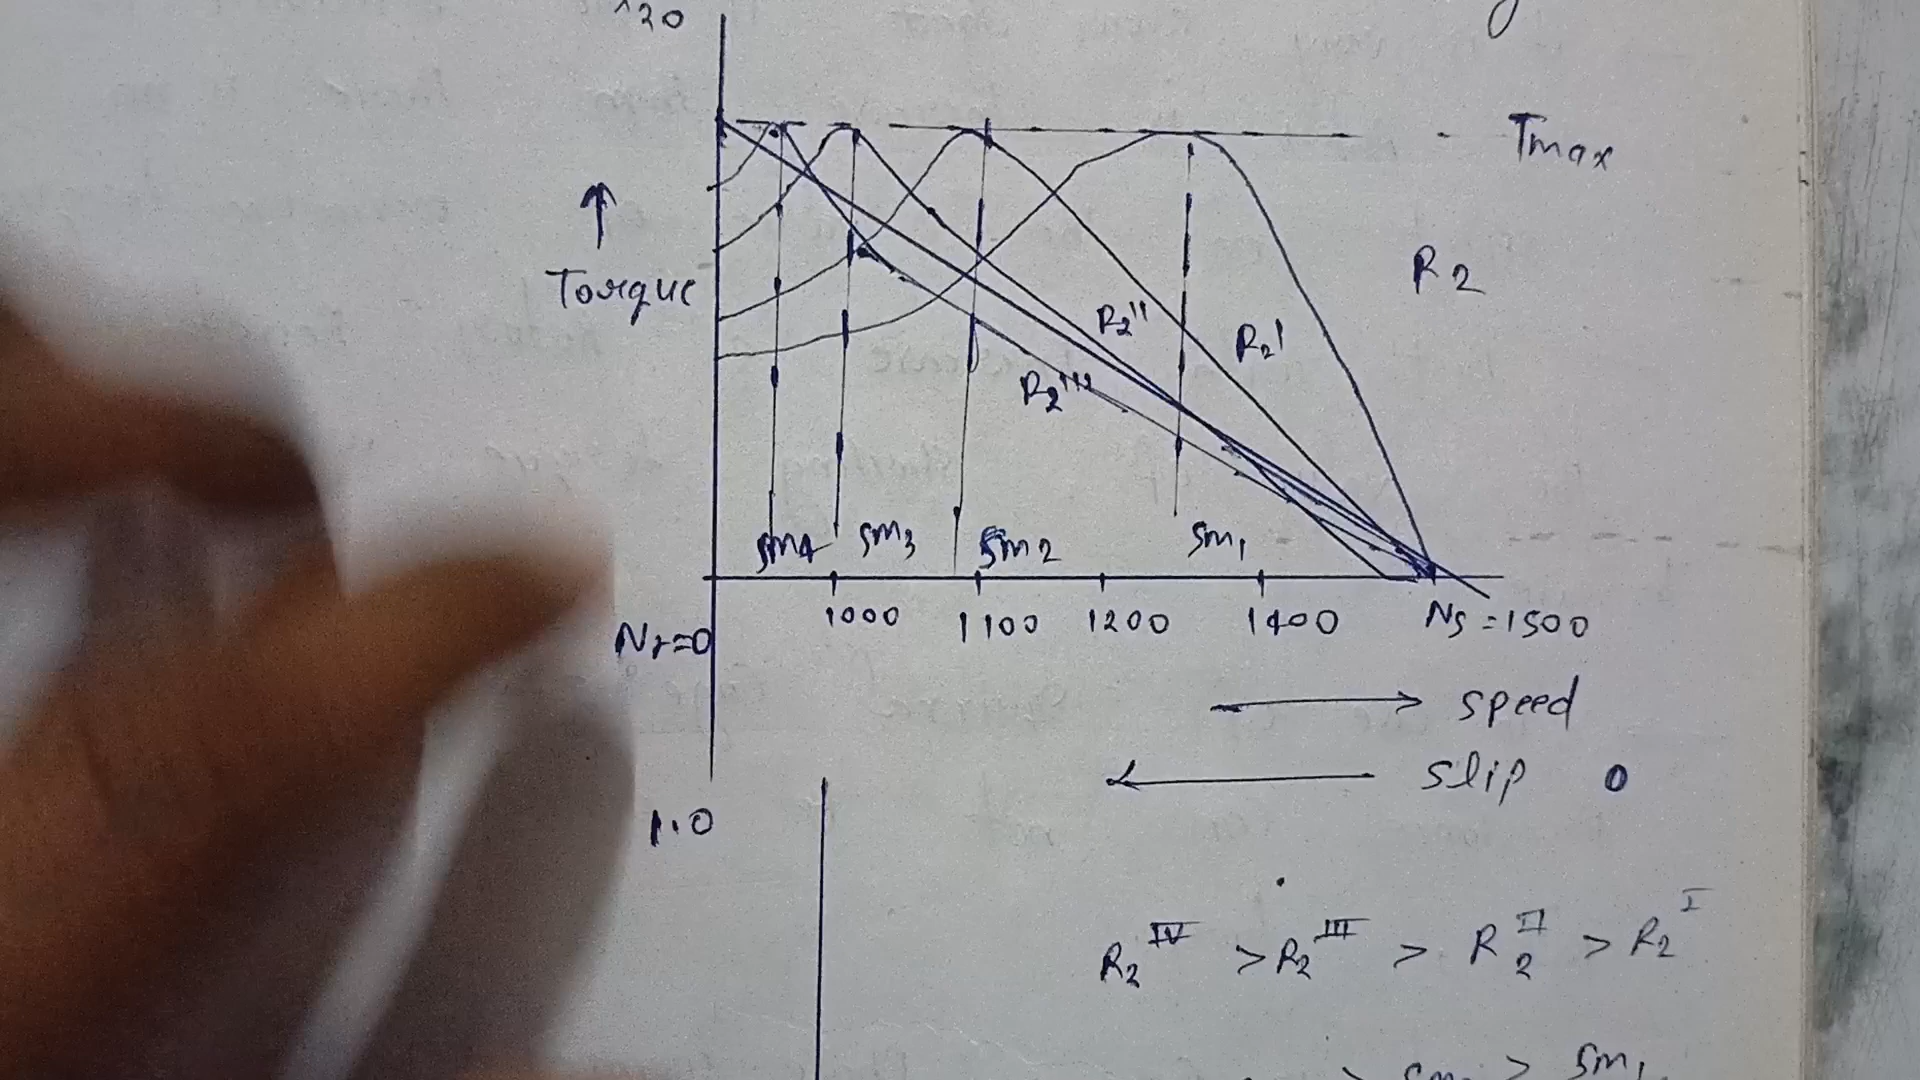 Tmax
R2
Torque
R2''
R2'
R2'''
Sm4 Sm3 Sm2 Sm1
Nr=0 1000 1100 1200 1400 Ns=1500
speed
slip 0
1.0
R2^IV > R2^III > R2^II > R2^I
> Sm1